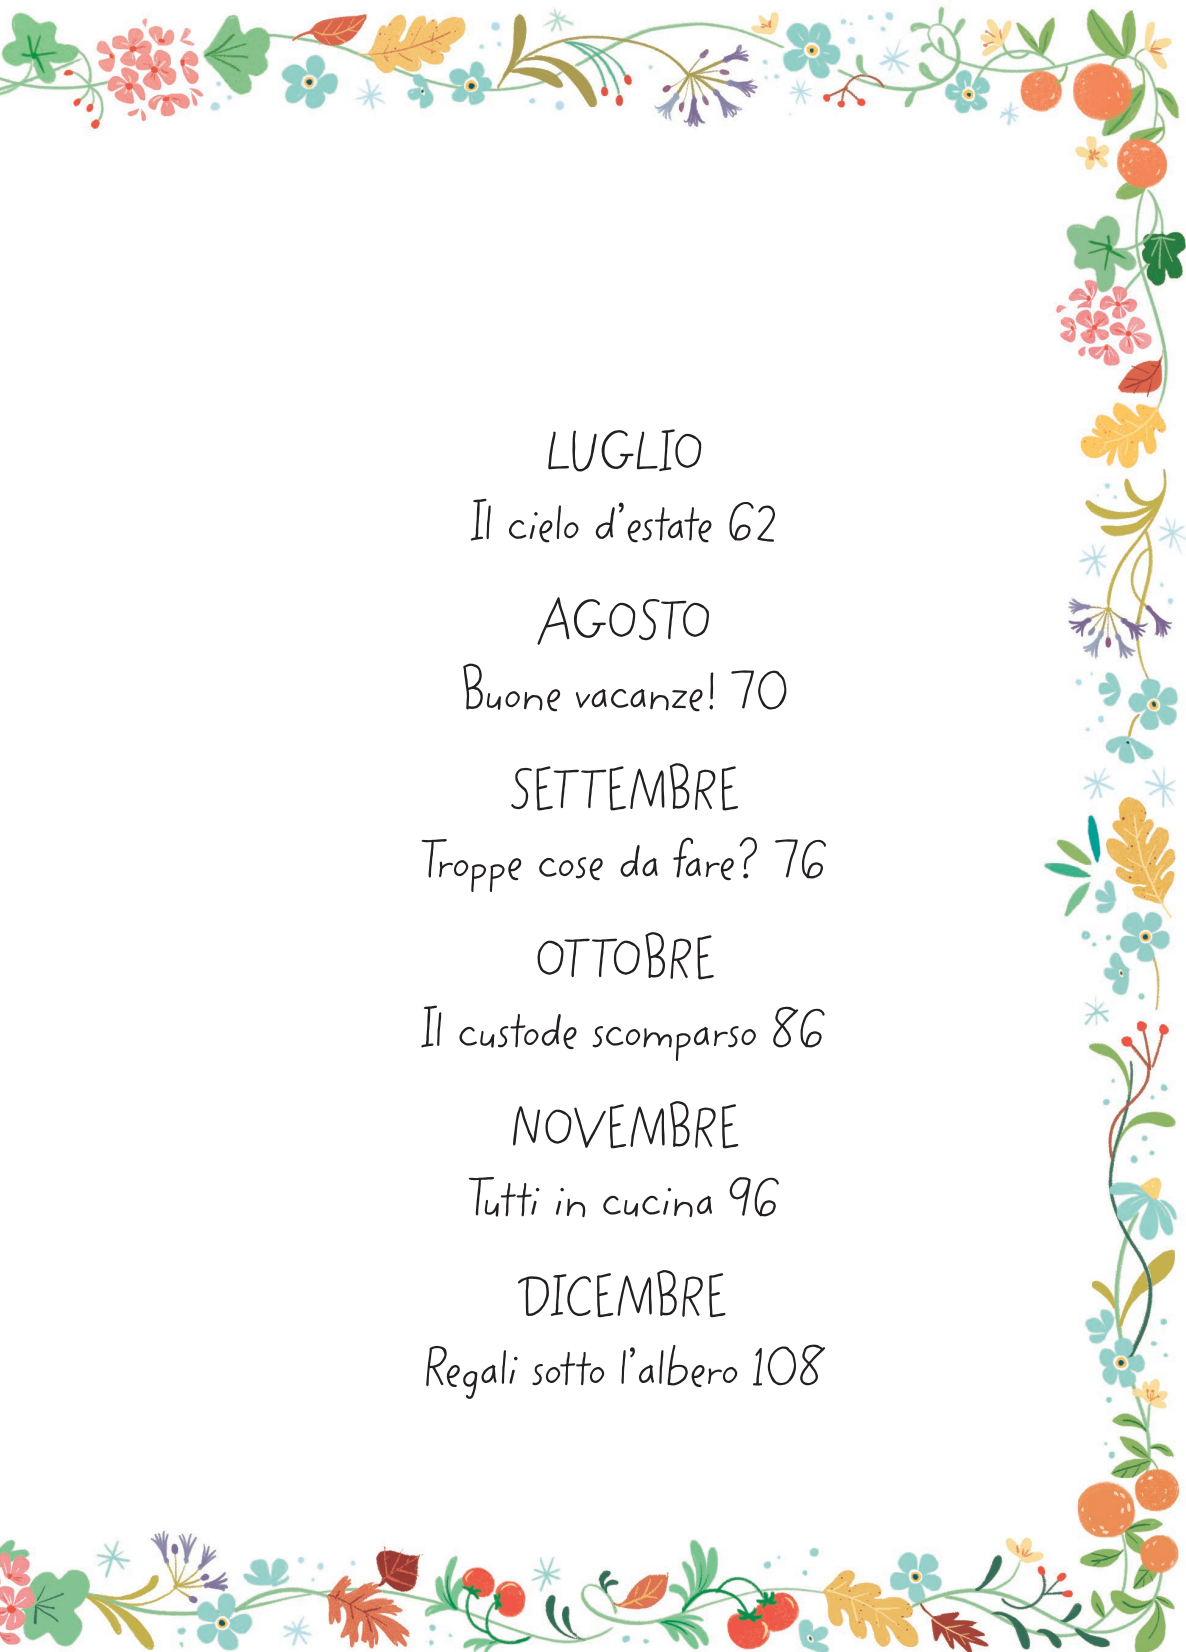 LUGLIO
Il cielo d'estate 62
AGOSTO
Buone vacanze! 70
SETTEMBRE
Troppe cose da fare? 76
OTTOBRE
Il custode scomparso 86
NOVEMBRE
Tutti in cucina 96
DICEMBRE
Regali sotto l'albero 108